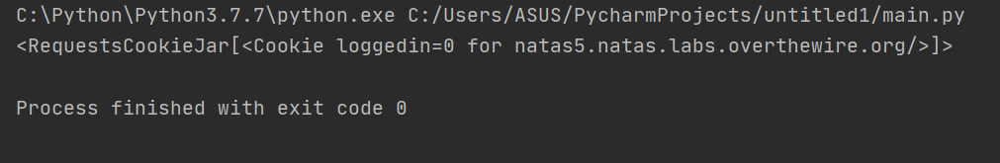 C:\Python\Python3.7.7\python.exe C:/Users/ASUS/PycharmProjects/untitled1/main.py
<RequestsCookieJar[<Cookie loggedin=0 for natas5.natas.labs.overthewire.org/>]>
Process finished with exit code 0